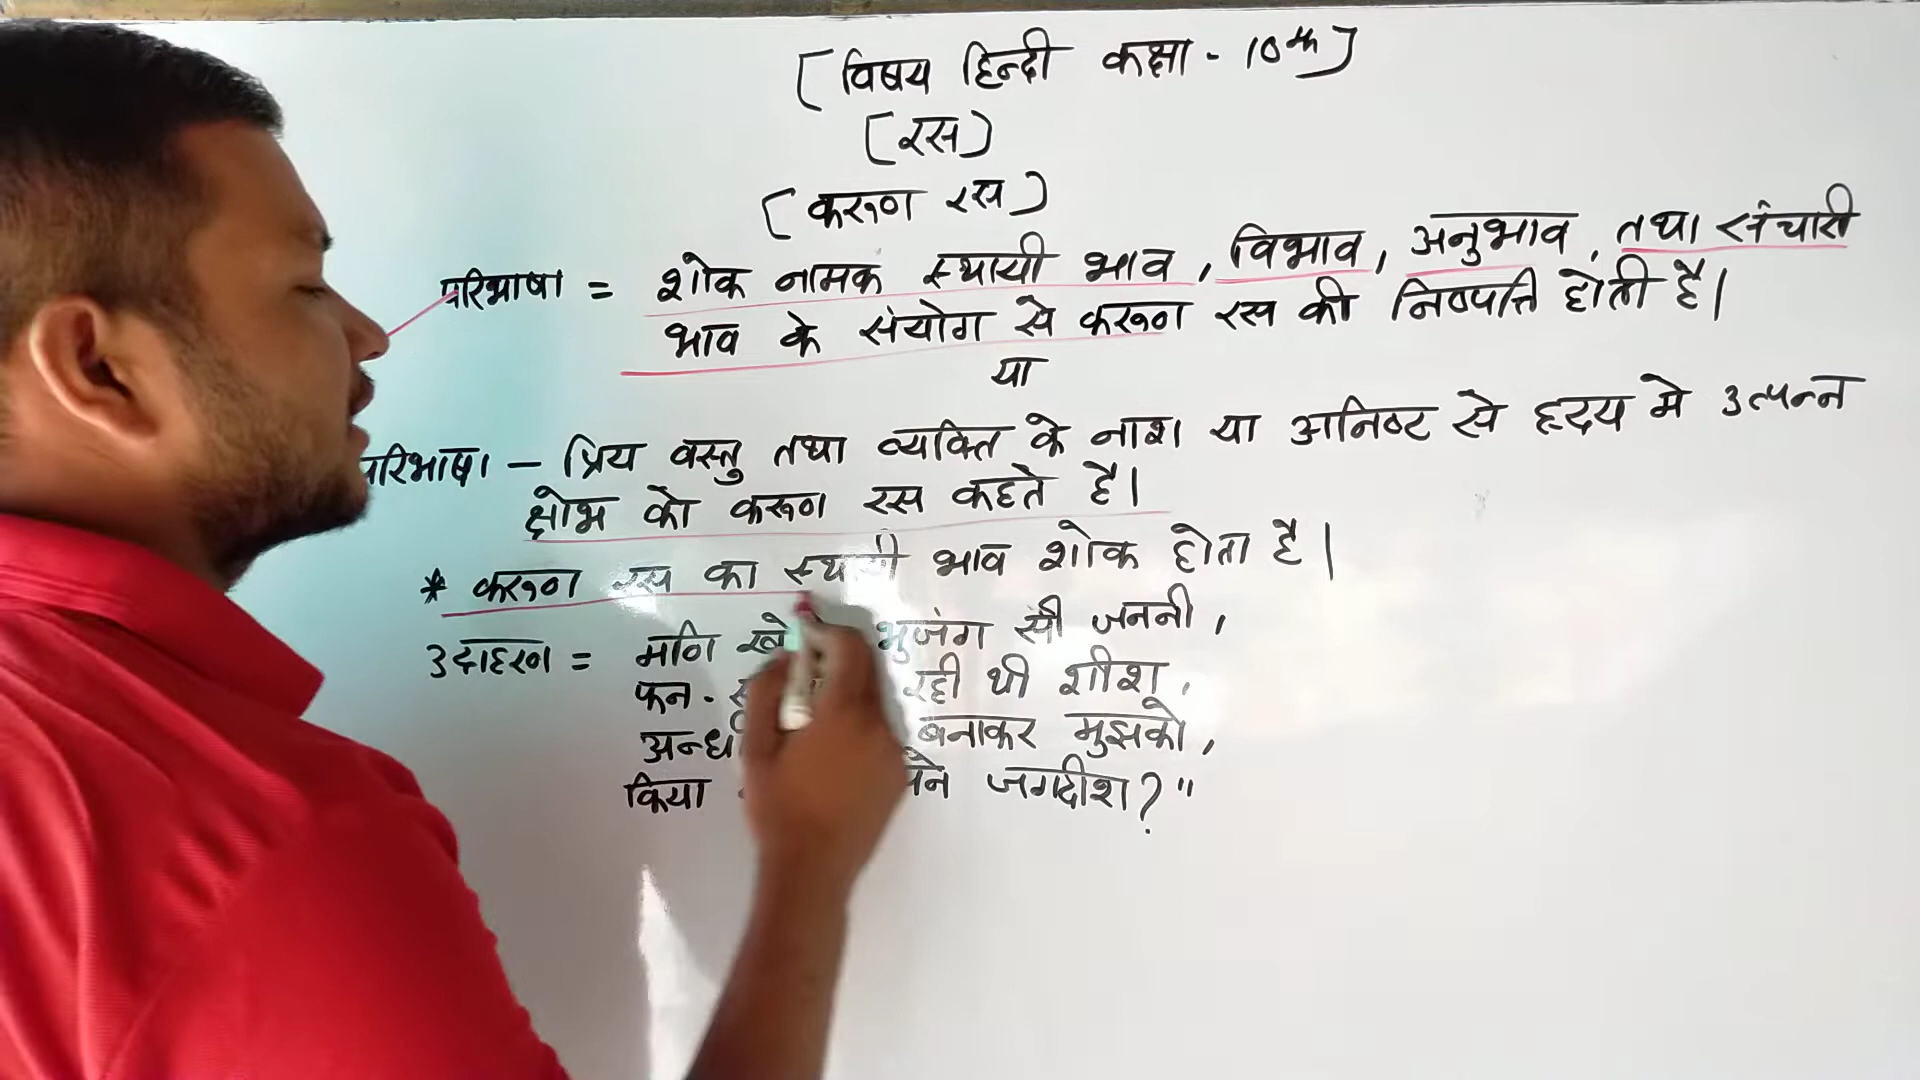 [विषय हिन्दी कक्षा - 10th]
[रस]
[करूण रस]
परिभाषा = शोक नामक स्थायी भाव, विभाव, अनुभाव, तथा संचारी
भाव के संयोग से करूण रस की निष्पत्ति होती है।
या
परिभाषा - प्रिय वस्तु तथा व्यक्ति के नाश या अनिष्ट से हृदय मे उत्पन्न
क्षोभ को करूण रस कहते है।
* करूण रस का स्थायी भाव शोक होता है।
उदाहरण = मणि भुजंग सी जननी,
फन - रही थी शीश,
बनाकर मुझको,
किया जगदीश?"